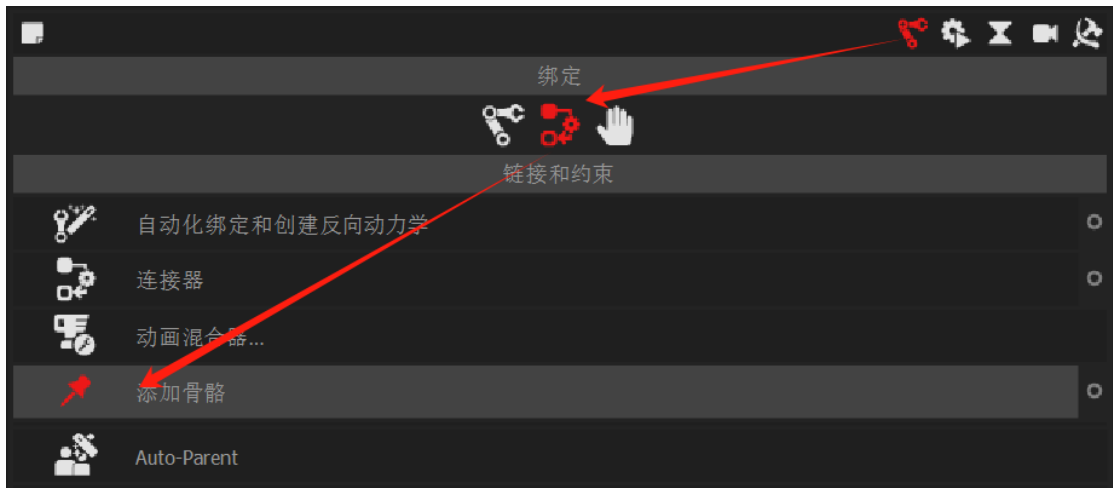 绑定
链接和约束
自动化绑定和创建反向动力学
连接器
动画混合器...
添加骨骼
Auto-Parent